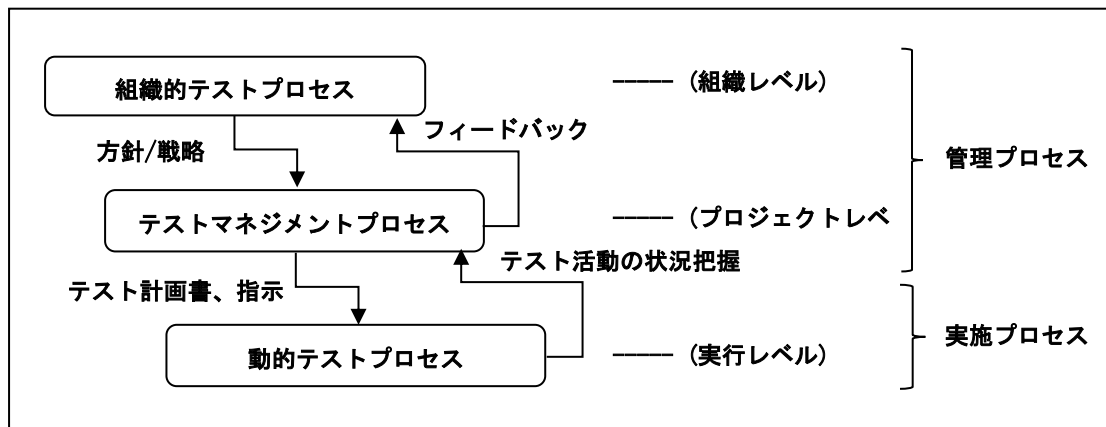 組織的テストプロセス
----- (組織レベル)
方針/戦略
フィードバック
管理プロセス
テストマネジメントプロセス
----- (プロジェクトレベ
テスト活動の状況把握
テスト計画書、指示
実施プロセス
動的テストプロセス
----- (実行レベル)